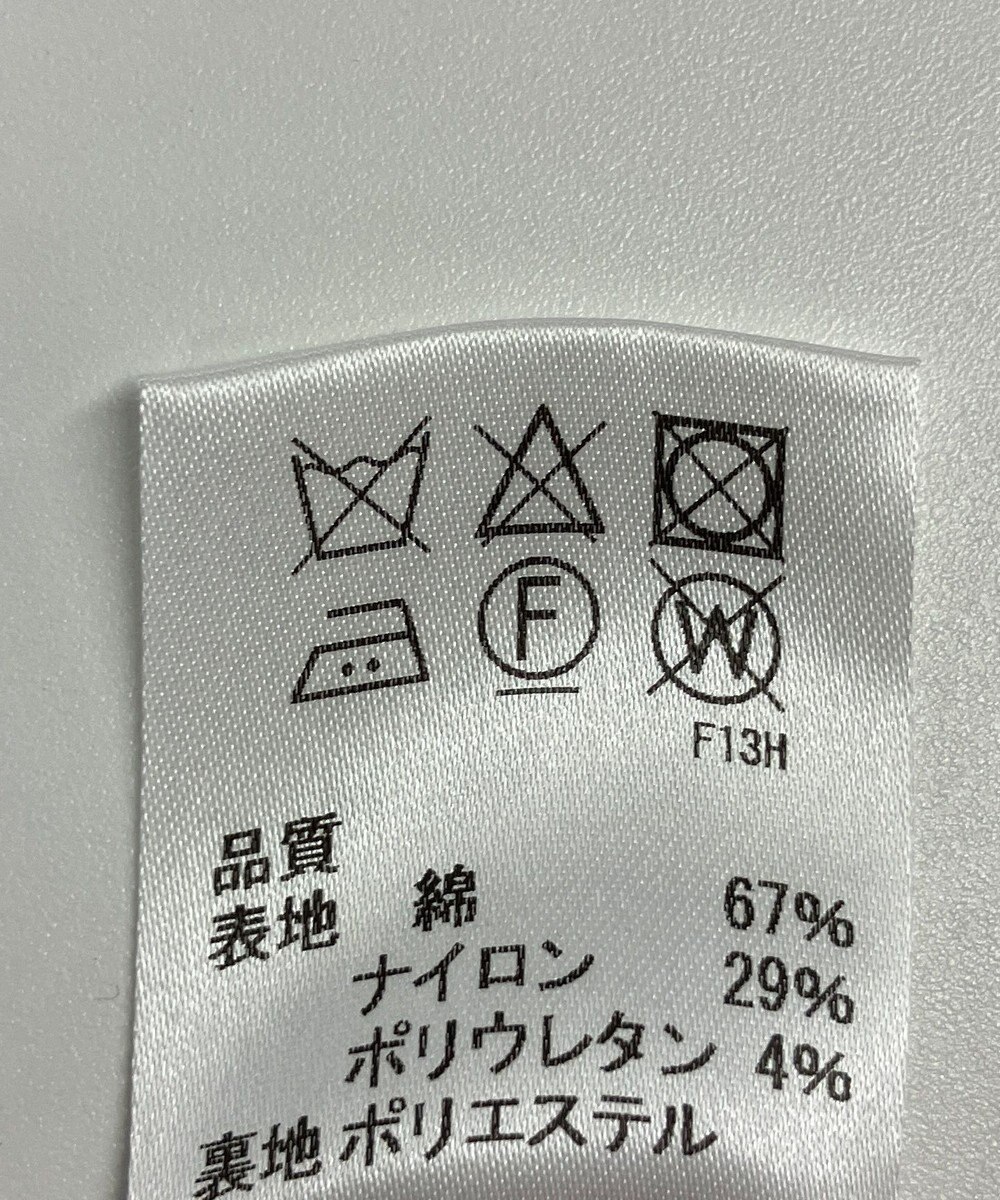 F
W
F13H
品質
表地 綿 67%
ナイロン 29%
ポリウレタン 4%
裏地 ポリエステル